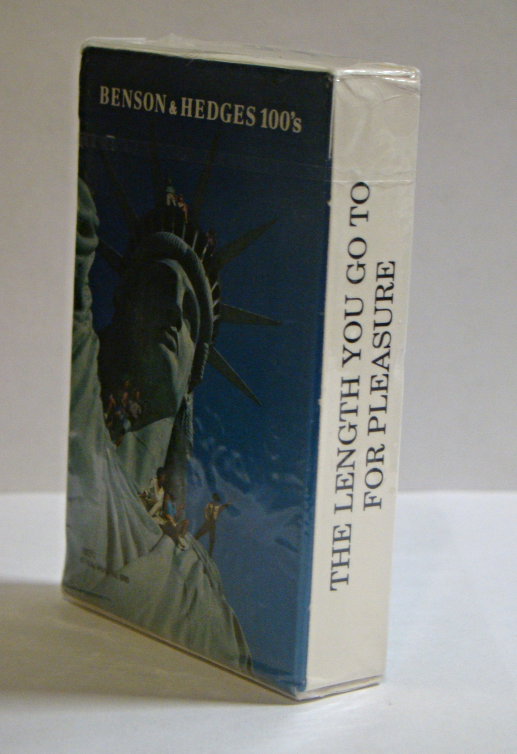 BENSON & HEDGES 100's
THE LENGTH YOU GO TO
FOR PLEASURE